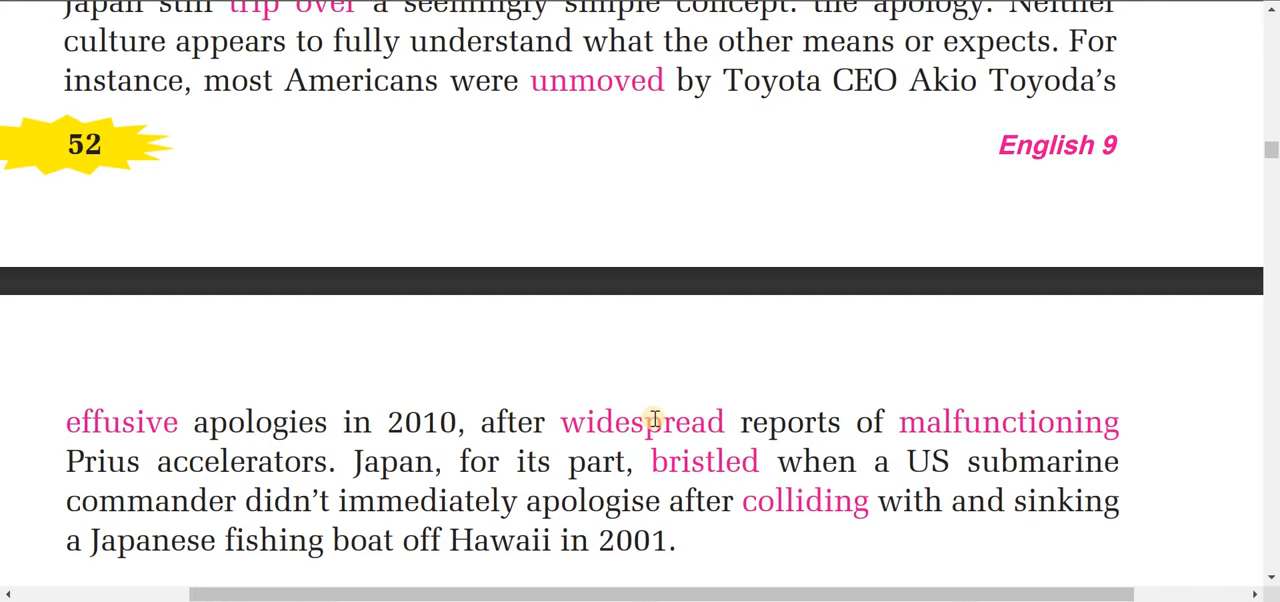 Japan still trip over a seemingly simple concept: the apology. Neither
culture appears to fully understand what the other means or expects. For
instance, most Americans were unmoved by Toyota CEO Akio Toyoda's
52
English 9
effusive apologies in 2010, after widespread reports of malfunctioning
Prius accelerators. Japan, for its part, bristled when a US submarine
commander didn't immediately apologise after colliding with and sinking
a Japanese fishing boat off Hawaii in 2001.